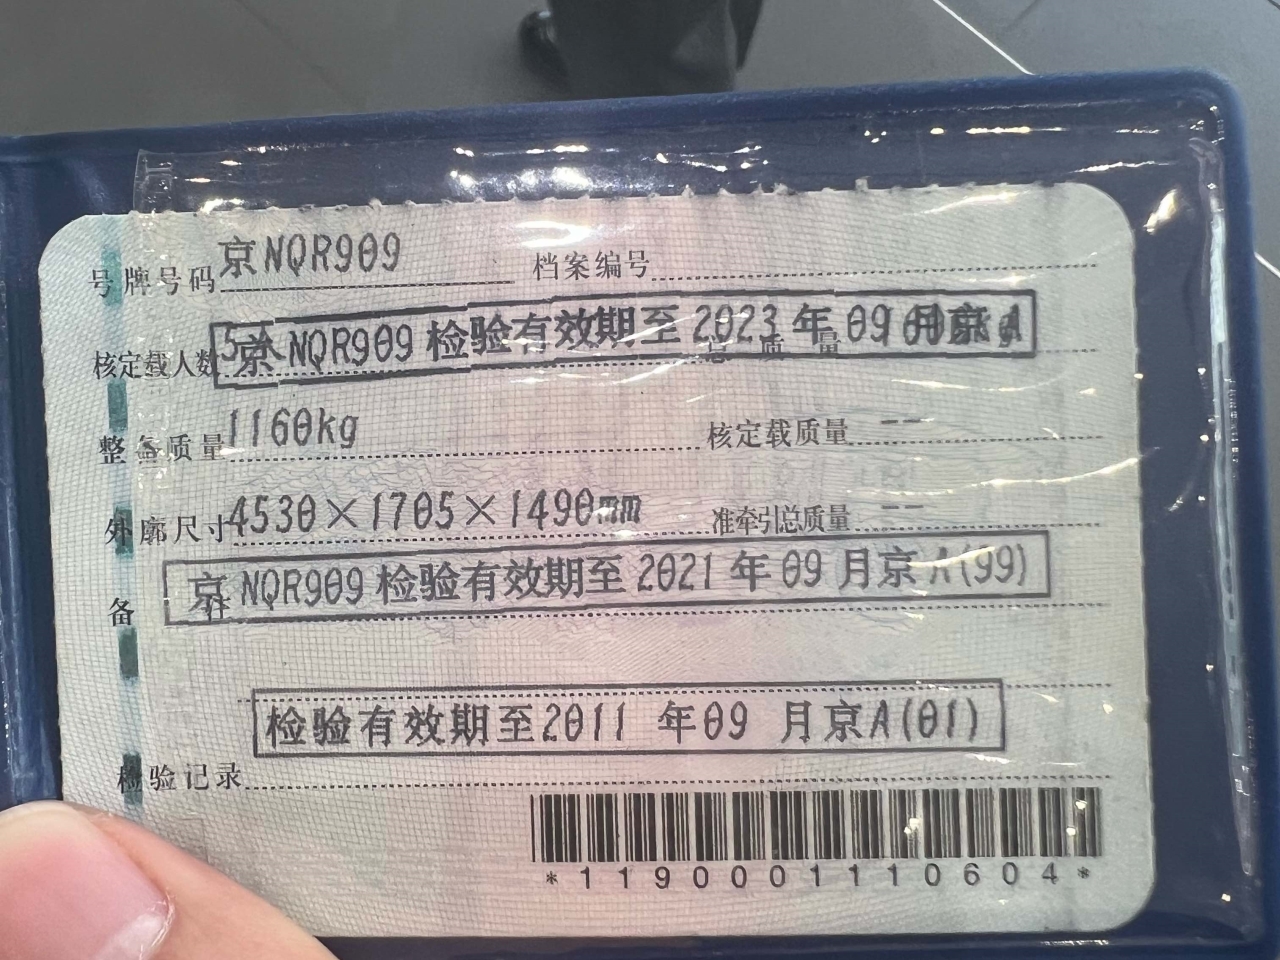 号牌号码 京NQR909 档案编号
京NQR909检验有效期至2023年09月京A
核定载人数 5人 总质量
整备质量 1160kg 核定载质量 --
外廓尺寸 4530×1705×1490mm 准牵引总质量 --
京NQR909检验有效期至2021年09月京A(99)
备
检验有效期至2011 年09 月京A(01)
检验记录
*1190001110604*